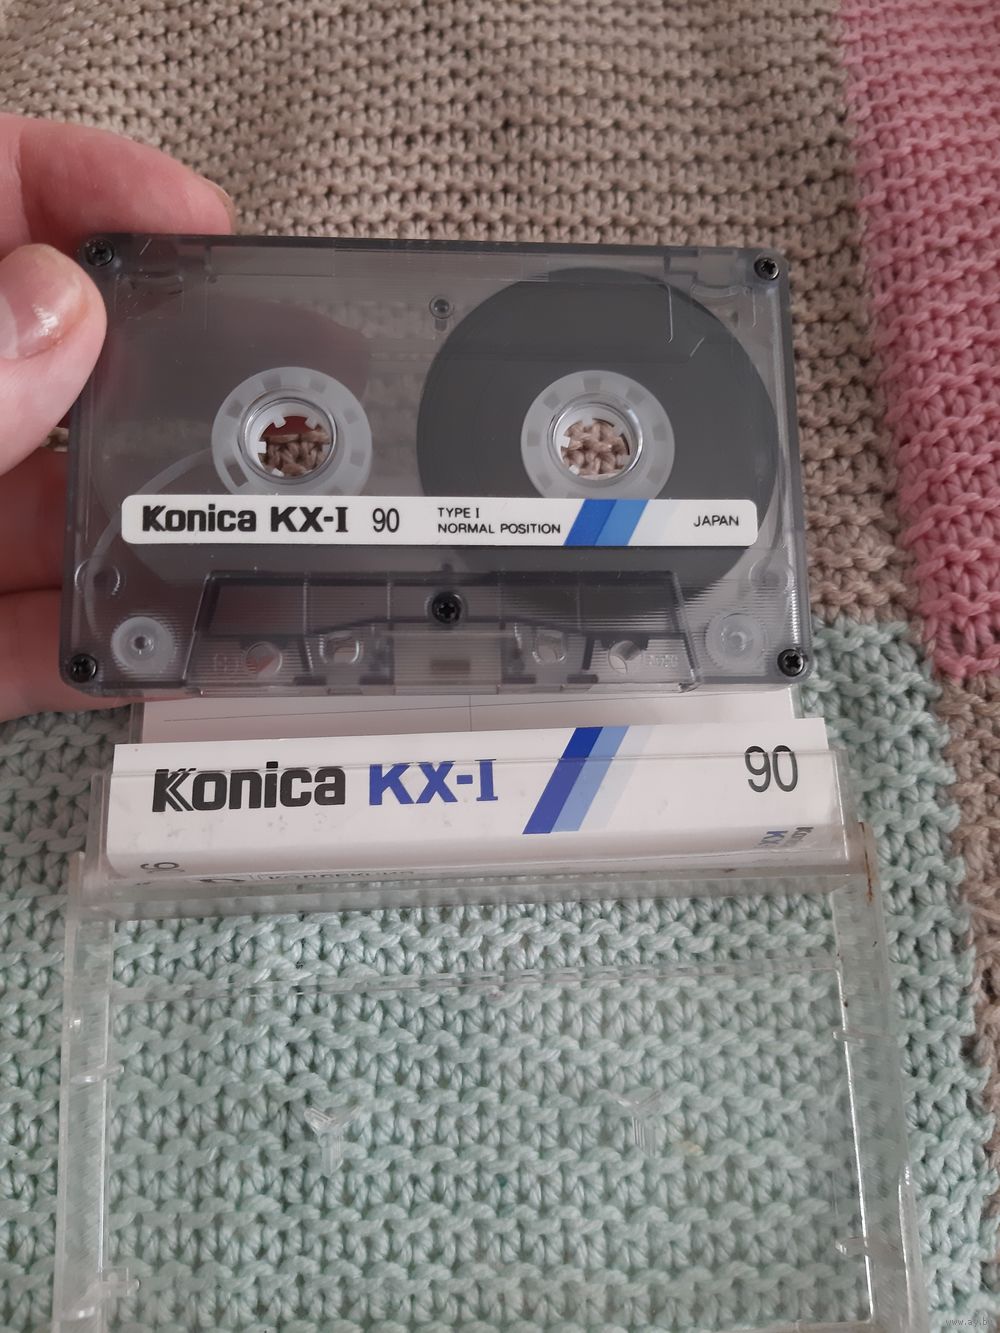 Konica KX-I 90 TYPE I
NORMAL POSITION JAPAN
Konica KX-I 90